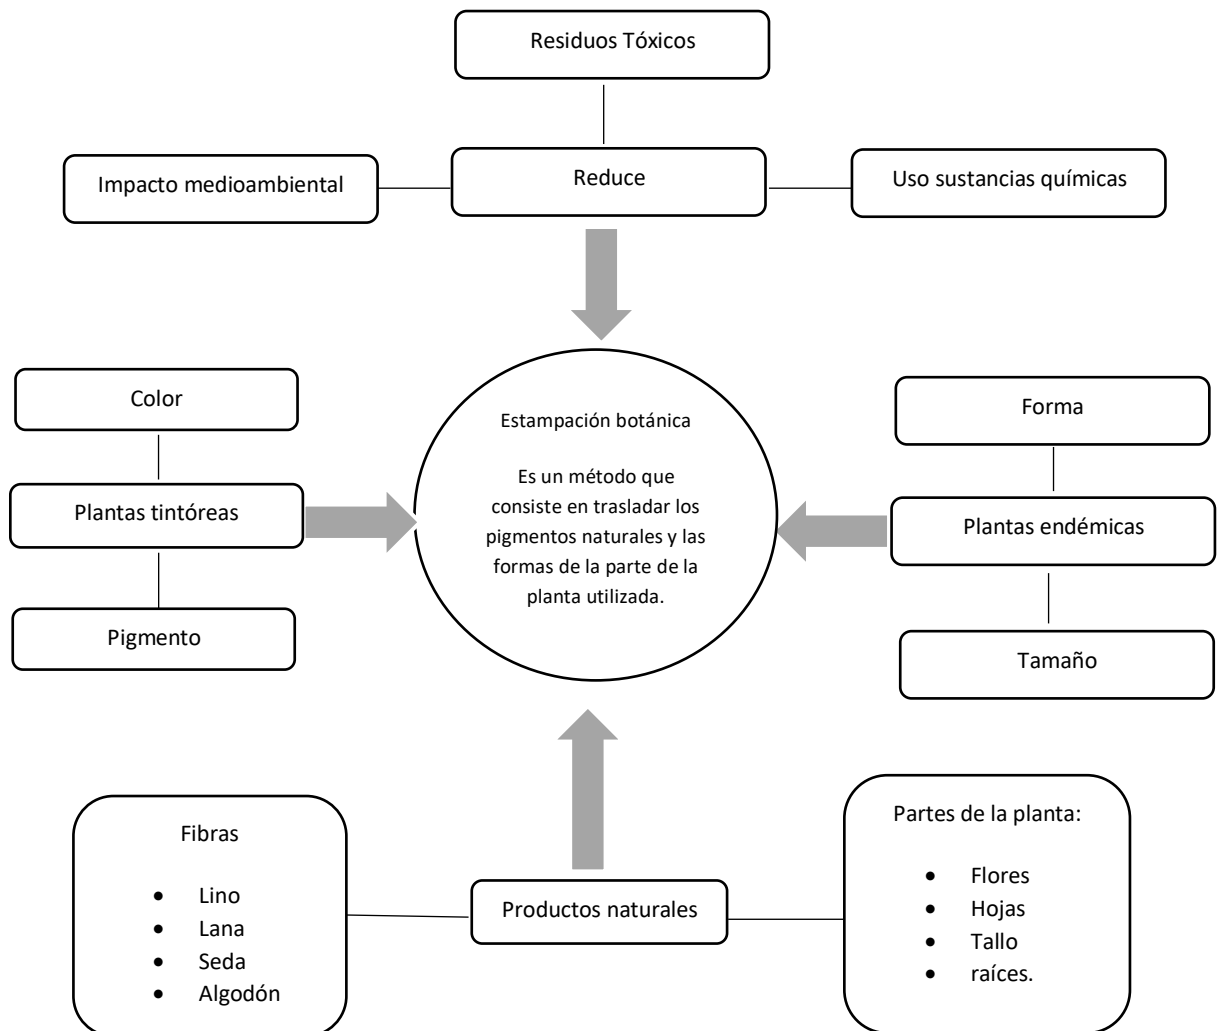 Residuos Tóxicos
Impacto medioambiental
Reduce
Uso sustancias químicas
Color
Plantas tintóreas
Pigmento
Estampación botánica
Es un método que
consiste en trasladar los
pigmentos naturales y las
formas de la parte de la
planta utilizada.
Forma
Plantas endémicas
Tamaño
Fibras
• Lino
• Lana
• Seda
• Algodón
Productos naturales
Partes de la planta:
• Flores
• Hojas
• Tallo
• raíces.